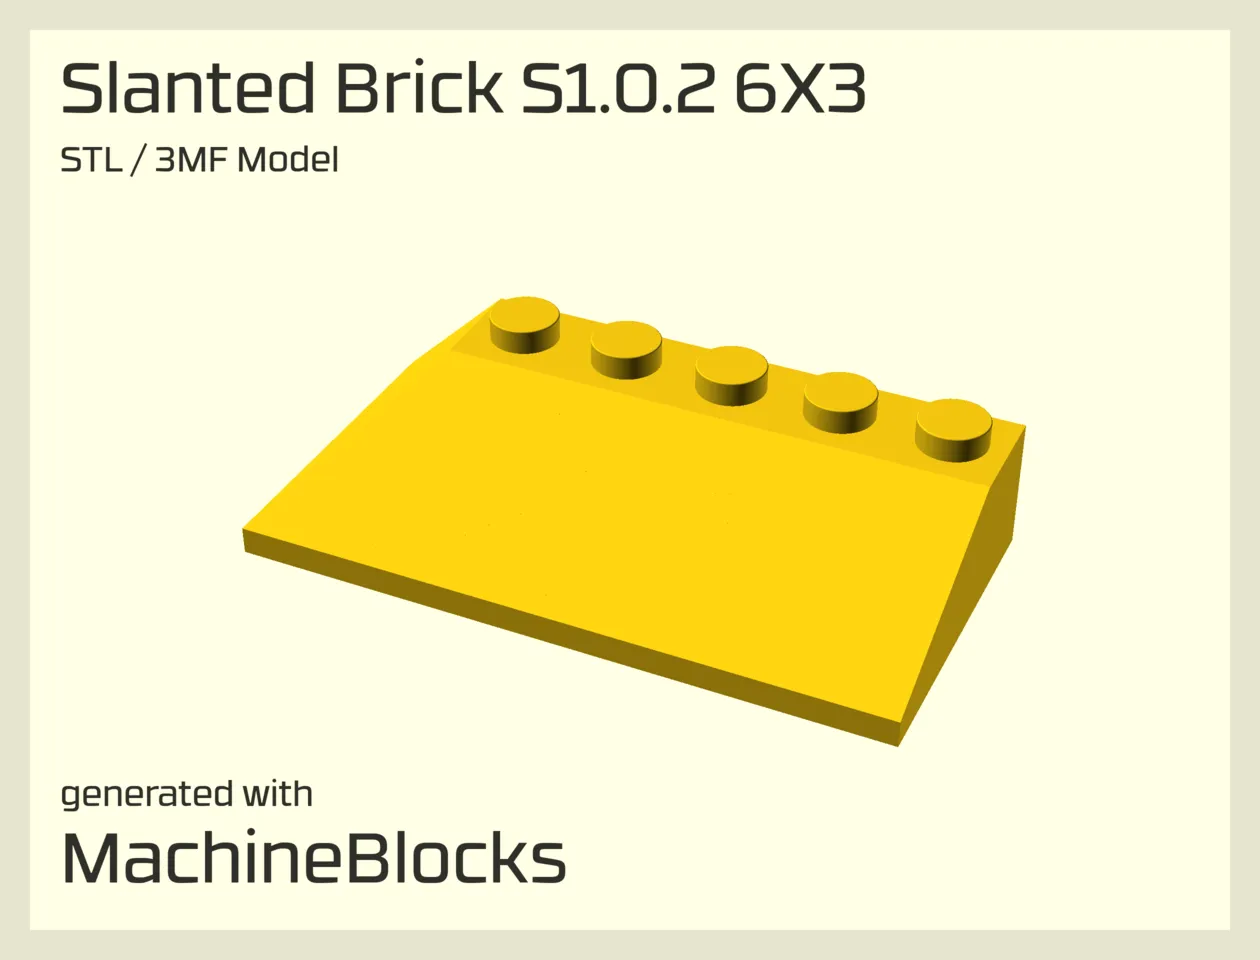 Slanted Brick S1.0.2 6X3
STL / 3MF Model
generated with
MachineBlocks